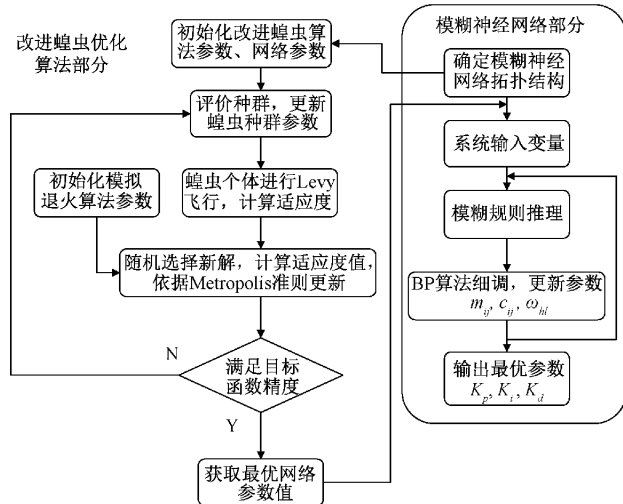 改进蝗虫优化
算法部分
初始化改进蝗虫算
法参数、网络参数
评价种群，更新
蝗虫种群参数
初始化模拟
退火算法参数
蝗虫个体进行Levy
飞行，计算适应度
随机选择新解，计算适应度值，
依据Metropolis准则更新
N
满足目标
函数精度
Y
获取最优网络
参数值
模糊神经网络部分
确定模糊神经
网络拓扑结构
系统输入变量
模糊规则推理
BP算法细调，更新参数
m_{ij}, c_{ij}, ω_{hl}
输出最优参数
K_p, K_i, K_d